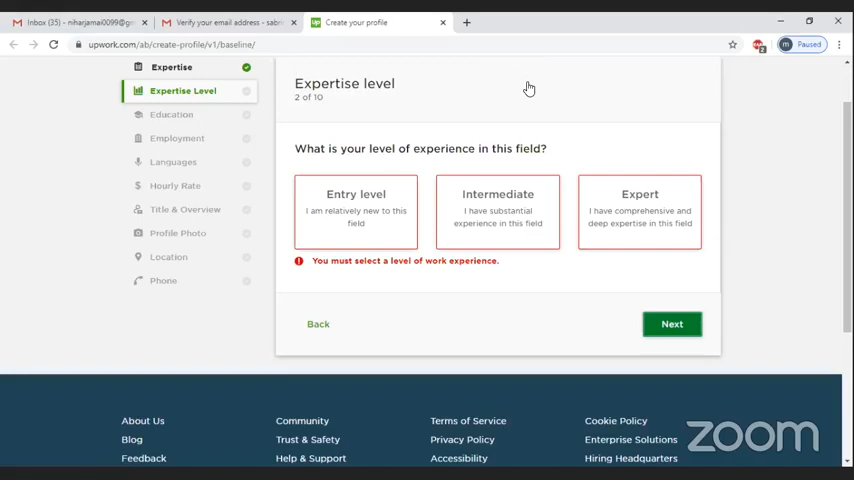 Inbox (35) - niharjamai0099@gm
Verify your email address - sabr
Create your profile
upwork.com/ab/create-profile/v1/baseline/
2
m
Paused
Expertise
Expertise Level
Education
Employment
Languages
Hourly Rate
Title & Overview
Profile Photo
Location
Phone
Expertise level
2 of 10
What is your level of experience in this field?
Entry level
I am relatively new to this
field
Intermediate
I have substantial
experience in this field
Expert
I have comprehensive and
deep expertise in this field
You must select a level of work experience.
Back
Next
About Us
Community
Terms of Service
Cookie Policy
Blog
Trust & Safety
Privacy Policy
Enterprise Solutions
Feedback
Help & Support
Accessibility
Hiring Headquarters
zoom